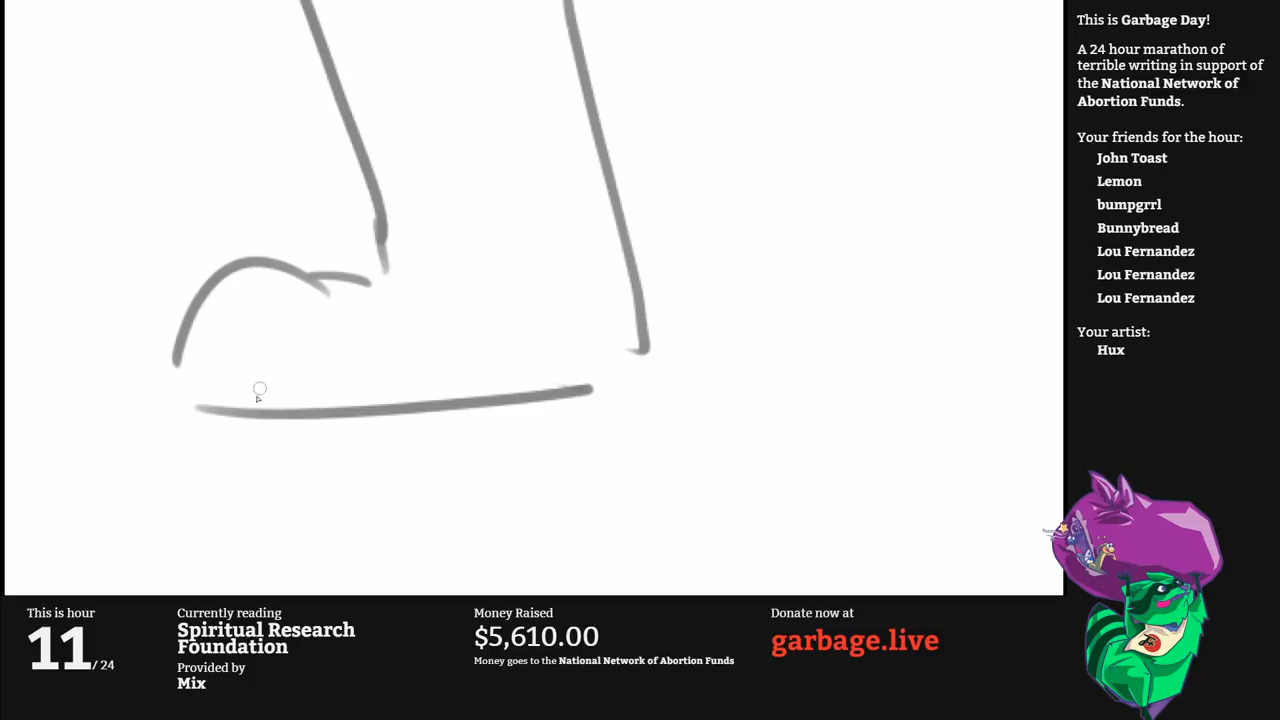 This is Garbage Day!
A 24 hour marathon of
terrible writing in support of
the National Network of
Abortion Funds.
Your friends for the hour:
John Toast
Lemon
bumpgrrl
Bunnybread
Lou Fernandez
Lou Fernandez
Lou Fernandez
Your artist:
Hux
This is hour
11 / 24
Currently reading
Spiritual Research
Foundation
Provided by
Mix
Money Raised
$5,610.00
Money goes to the National Network of Abortion Funds
Donate now at
garbage.live